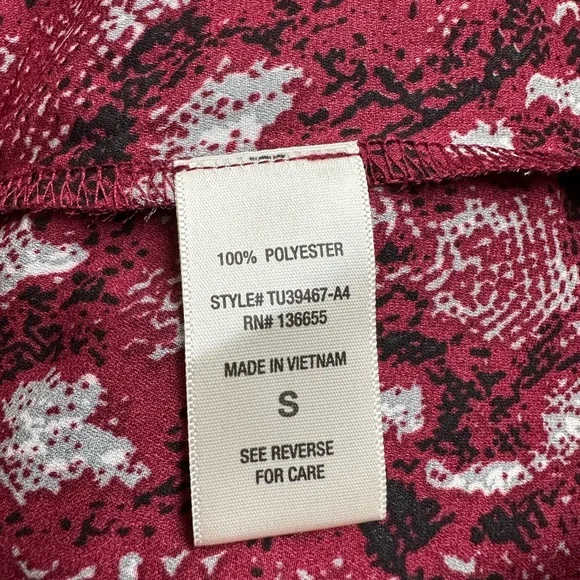 100% POLYESTER
STYLE# TU39467-A4
RN# 136655
MADE IN VIETNAM
S
SEE REVERSE
FOR CARE